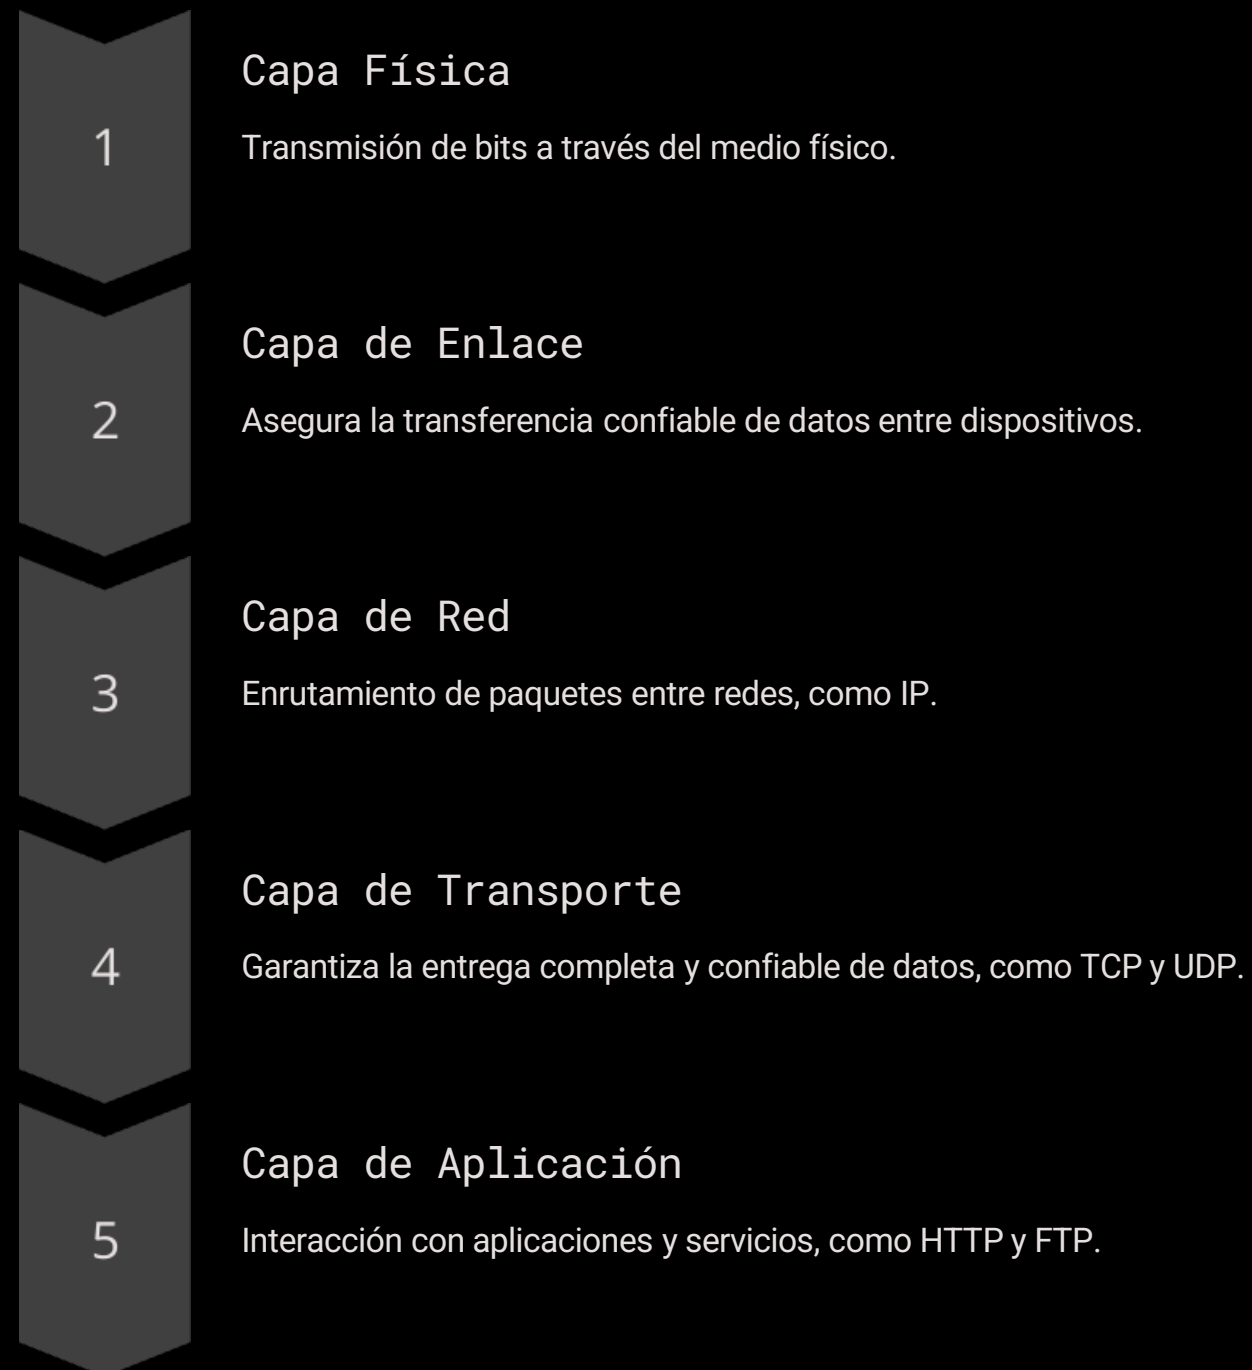 1
Capa Física
Transmisión de bits a través del medio físico.
2
Capa de Enlace
Asegura la transferencia confiable de datos entre dispositivos.
3
Capa de Red
Enrutamiento de paquetes entre redes, como IP.
4
Capa de Transporte
Garantiza la entrega completa y confiable de datos, como TCP y UDP.
5
Capa de Aplicación
Interacción con aplicaciones y servicios, como HTTP y FTP.